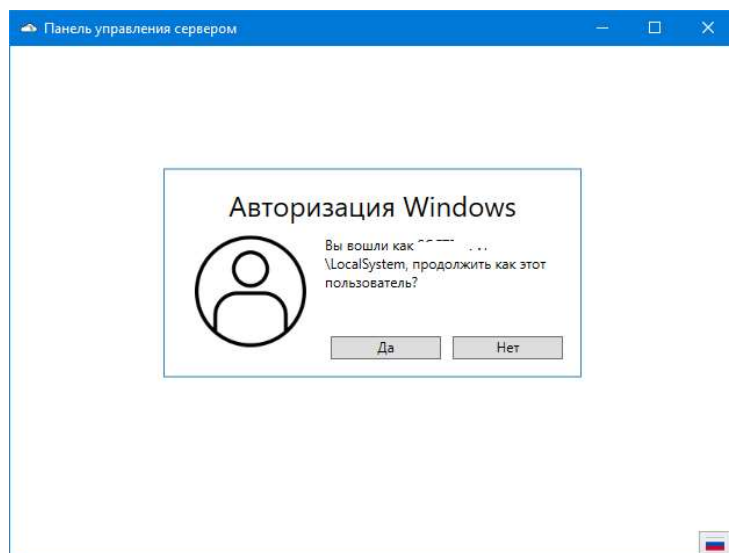 Панель управления сервером
Авторизация Windows
Вы вошли как
\LocalSystem, продолжить как этот
пользователь?
Да
Нет